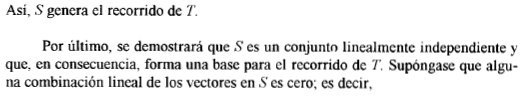 Así, S genera el recorrido de T.
Por último, se demostrará que S es un conjunto linealmente independiente y
que, en consecuencia, forma una base para el recorrido de T. Supóngase que algu-
na combinación lineal de los vectores en S es cero; es decir,